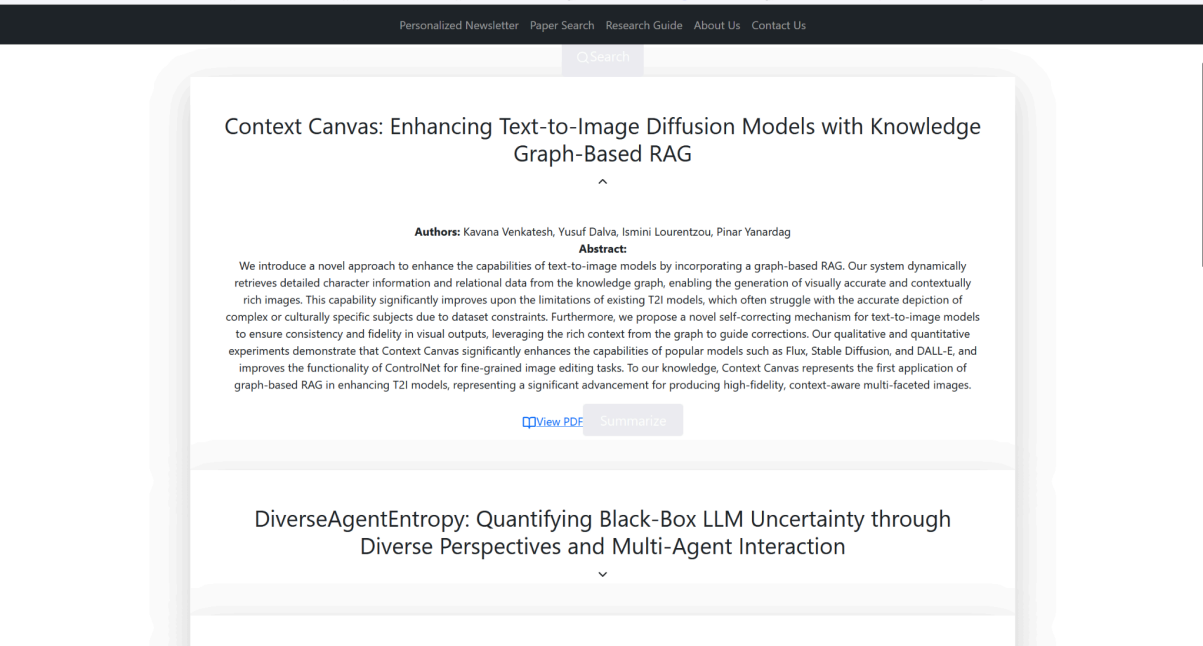 Personalized Newsletter Paper Search Research Guide About Us Contact Us
Search
Context Canvas: Enhancing Text-to-Image Diffusion Models with Knowledge
Graph-Based RAG
Authors: Kavana Venkatesh, Yusuf Dalva, Ismini Lourentzou, Pinar Yanardag
Abstract:
We introduce a novel approach to enhance the capabilities of text-to-image models by incorporating a graph-based RAG. Our system dynamically
retrieves detailed character information and relational data from the knowledge graph, enabling the generation of visually accurate and contextually
rich images. This capability significantly improves upon the limitations of existing T2I models, which often struggle with the accurate depiction of
complex or culturally specific subjects due to dataset constraints. Furthermore, we propose a novel self-correcting mechanism for text-to-image models
to ensure consistency and fidelity in visual outputs, leveraging the rich context from the graph to guide corrections. Our qualitative and quantitative
experiments demonstrate that Context Canvas significantly enhances the capabilities of popular models such as Flux, Stable Diffusion, and DALL-E, and
improves the functionality of ControlNet for fine-grained image editing tasks. To our knowledge, Context Canvas represents the first application of
graph-based RAG in enhancing T2I models, representing a significant advancement for producing high-fidelity, context-aware multi-faceted images.
View PDF Summarize
DiverseAgentEntropy: Quantifying Black-Box LLM Uncertainty through
Diverse Perspectives and Multi-Agent Interaction